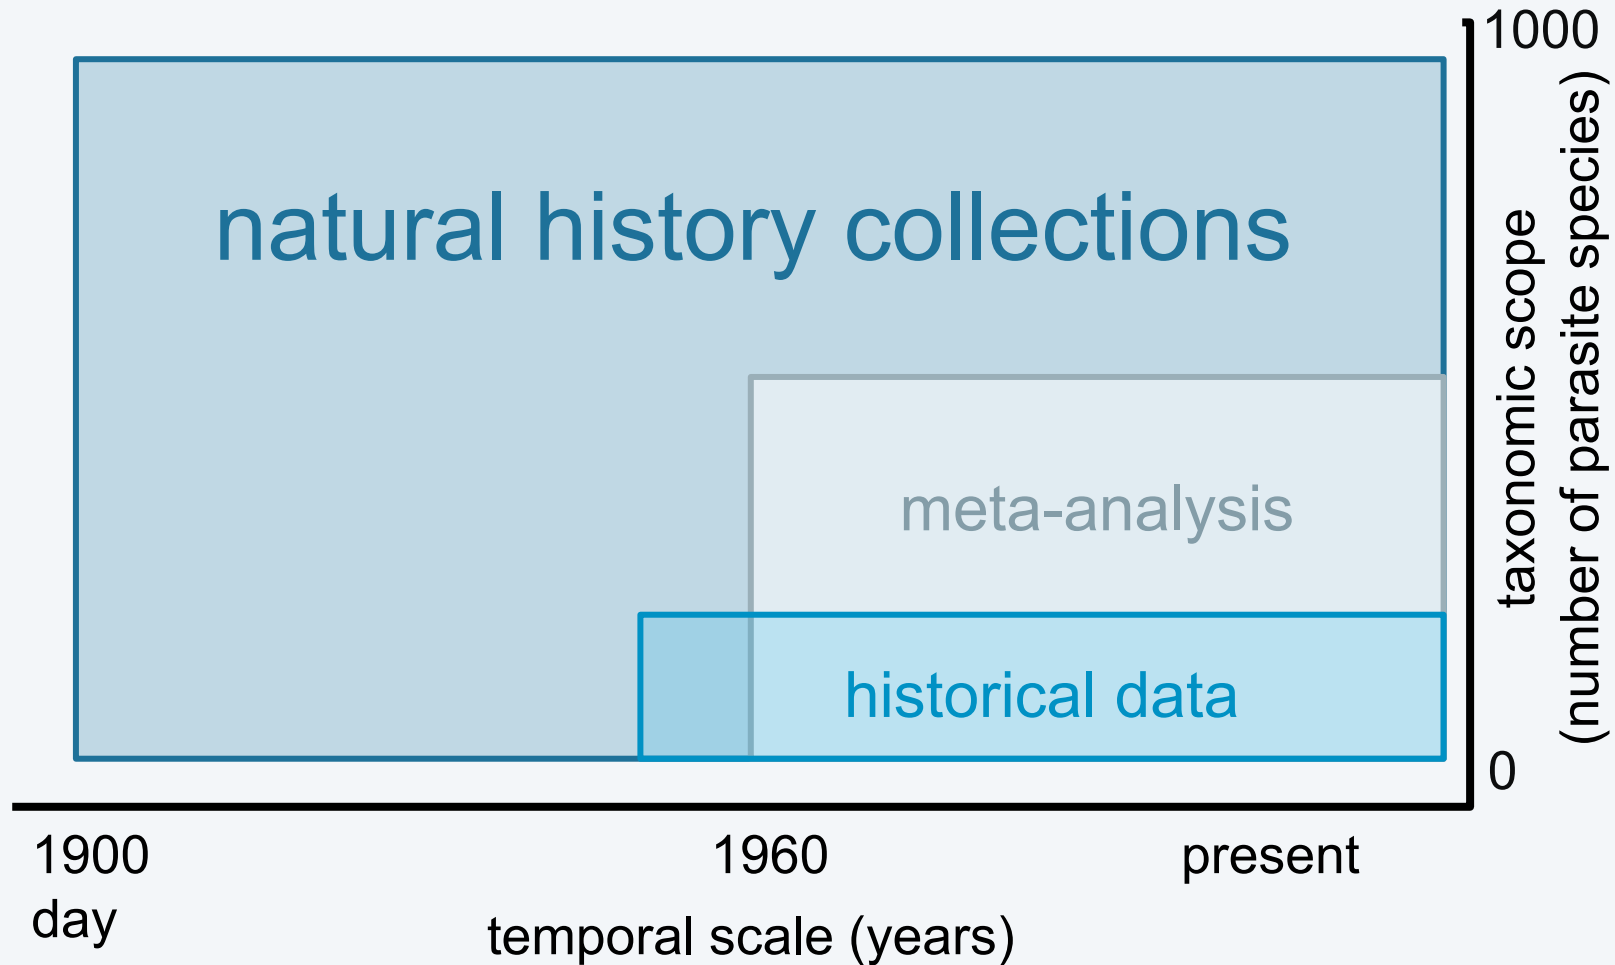 1000
natural history collections
taxonomic scope
(number of parasite species)
meta-analysis
historical data
0
1900 1960 present
day
temporal scale (years)